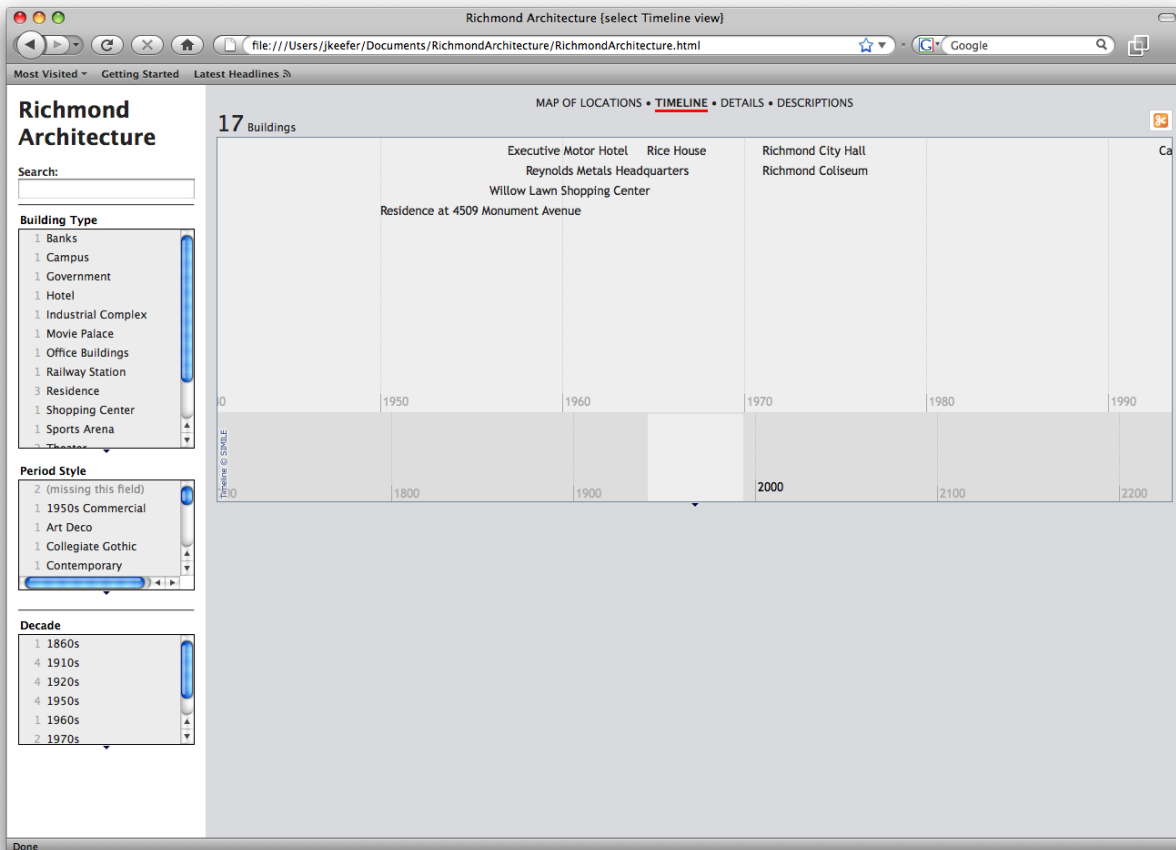 Richmond Architecture {select Timeline view}
file:///Users/jkeefer/Documents/RichmondArchitecture/RichmondArchitecture.html
Google
Most Visited Getting Started Latest Headlines
Richmond
Architecture
Search:
Building Type
1 Banks
1 Campus
1 Government
1 Hotel
1 Industrial Complex
1 Movie Palace
1 Office Buildings
1 Railway Station
3 Residence
1 Shopping Center
1 Sports Arena
Theater
Period Style
2 (missing this field)
1 1950s Commercial
1 Art Deco
1 Collegiate Gothic
1 Contemporary
Decade
1 1860s
4 1910s
4 1920s
4 1950s
1 1960s
2 1970s
MAP OF LOCATIONS • TIMELINE • DETAILS • DESCRIPTIONS
17 Buildings
Executive Motor Hotel Rice House Richmond City Hall Ca
Reynolds Metals Headquarters Richmond Coliseum
Willow Lawn Shopping Center
Residence at 4509 Monument Avenue
1950 1960 1970 1980 1990
Timeline © SIMILE
1800 1900 2000 2100 2200
Done